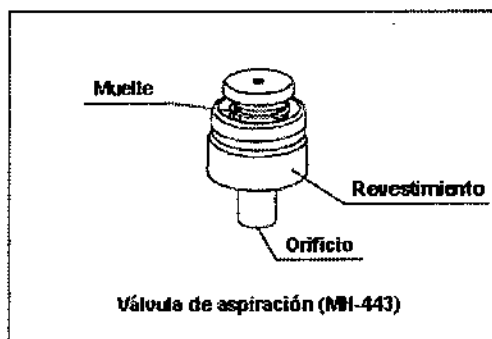 Muelle
Revestimiento
Orificio
Válvula de aspiración (MH-443)